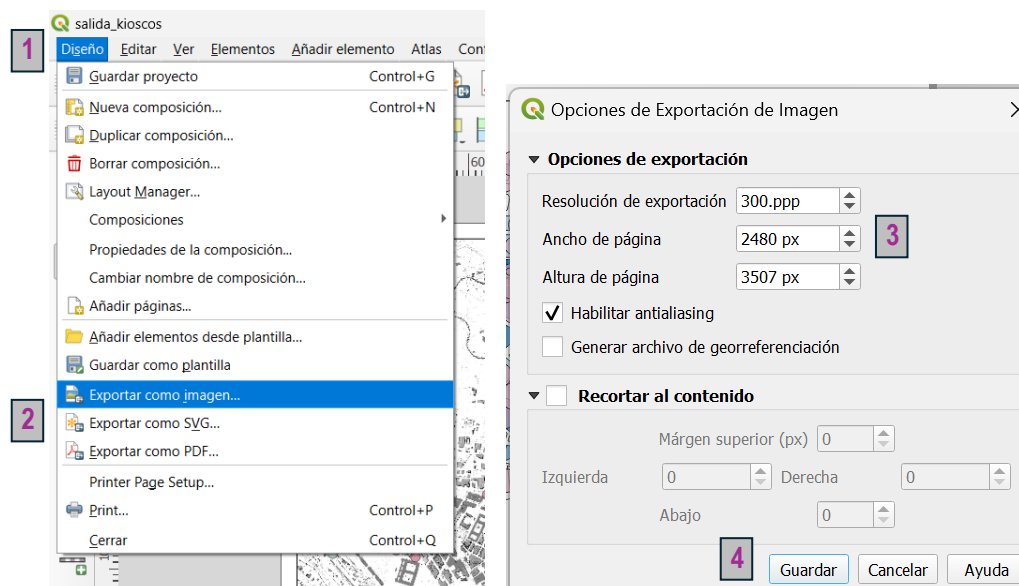 salida_kioscos
1
Diseño Editar Ver Elementos Añadir elemento Atlas
Guardar proyecto Control+G
Nueva composición... Control+N
Duplicar composición...
Borrar composición...
Layout Manager...
Composiciones
Propiedades de la composición...
Cambiar nombre de composición...
Añadir páginas...
Añadir elementos desde plantilla...
Guardar como plantilla
2
Exportar como imagen...
Exportar como SVG...
Exportar como PDF...
Printer Page Setup...
Print... Control+P
Cerrar Control+Q
Opciones de Exportación de Imagen
Opciones de exportación
Resolución de exportación 300.ppp
Ancho de página 2480 px
3
Altura de página 3507 px
Habilitar antialiasing
Generar archivo de georreferenciación
Recortar al contenido
Márgen superior (px) 0
Izquierda 0 Derecha 0
Abajo 0
4
Guardar Cancelar Ayuda